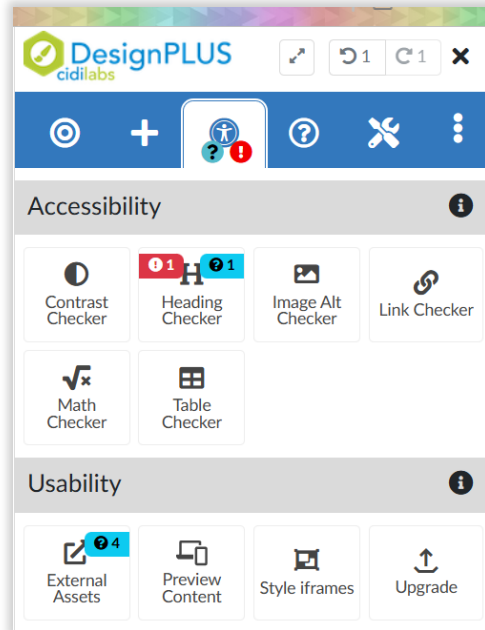 DesignPLUS
cidilabs
1
1
?
!
Accessibility
Contrast
Checker
! 1
? 1
H
Heading
Checker
Image Alt
Checker
Link Checker
√x
Math
Checker
Table
Checker
Usability
? 4
External
Assets
Preview
Content
Style iframes
Upgrade